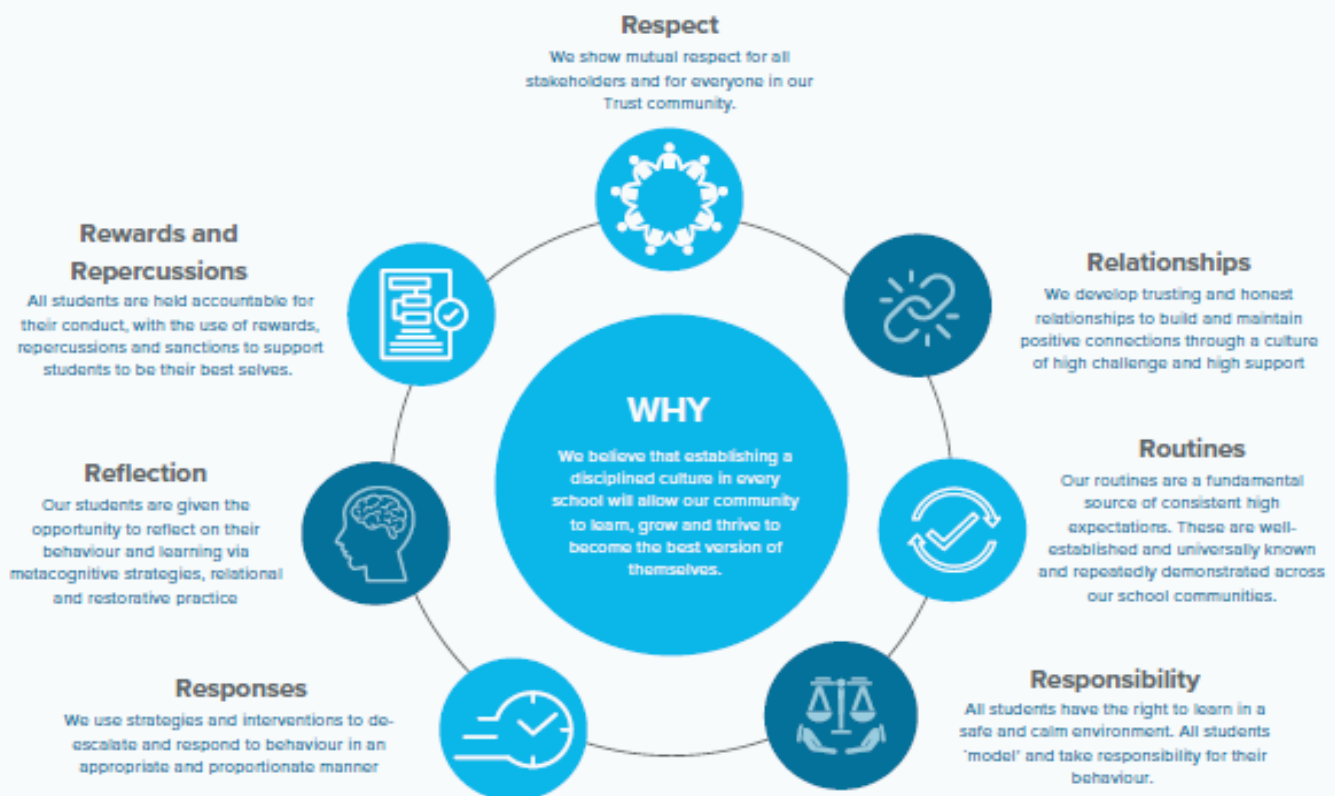 Respect
We show mutual respect for all
stakeholders and for everyone in our
Trust community.
Rewards and
Repercussions
All students are held accountable for
their conduct, with the use of rewards,
repercussions and sanctions to support
students to be their best selves.
Relationships
We develop trusting and honest
relationships to build and maintain
positive connections through a culture
of high challenge and high support
WHY
We believe that establishing a
disciplined culture in every
school will allow our community
to learn, grow and thrive to
become the best version of
themselves.
Reflection
Our students are given the
opportunity to reflect on their
behaviour and learning via
metacognitive strategies, relational
and restorative practice
Routines
Our routines are a fundamental
source of consistent high
expectations. These are well-
established and universally known
and repeatedly demonstrated across
our school communities.
Responses
We use strategies and interventions to de-
escalate and respond to behaviour in an
appropriate and proportionate manner
Responsibility
All students have the right to learn in a
safe and calm environment. All students
'model' and take responsibility for their
behaviour.